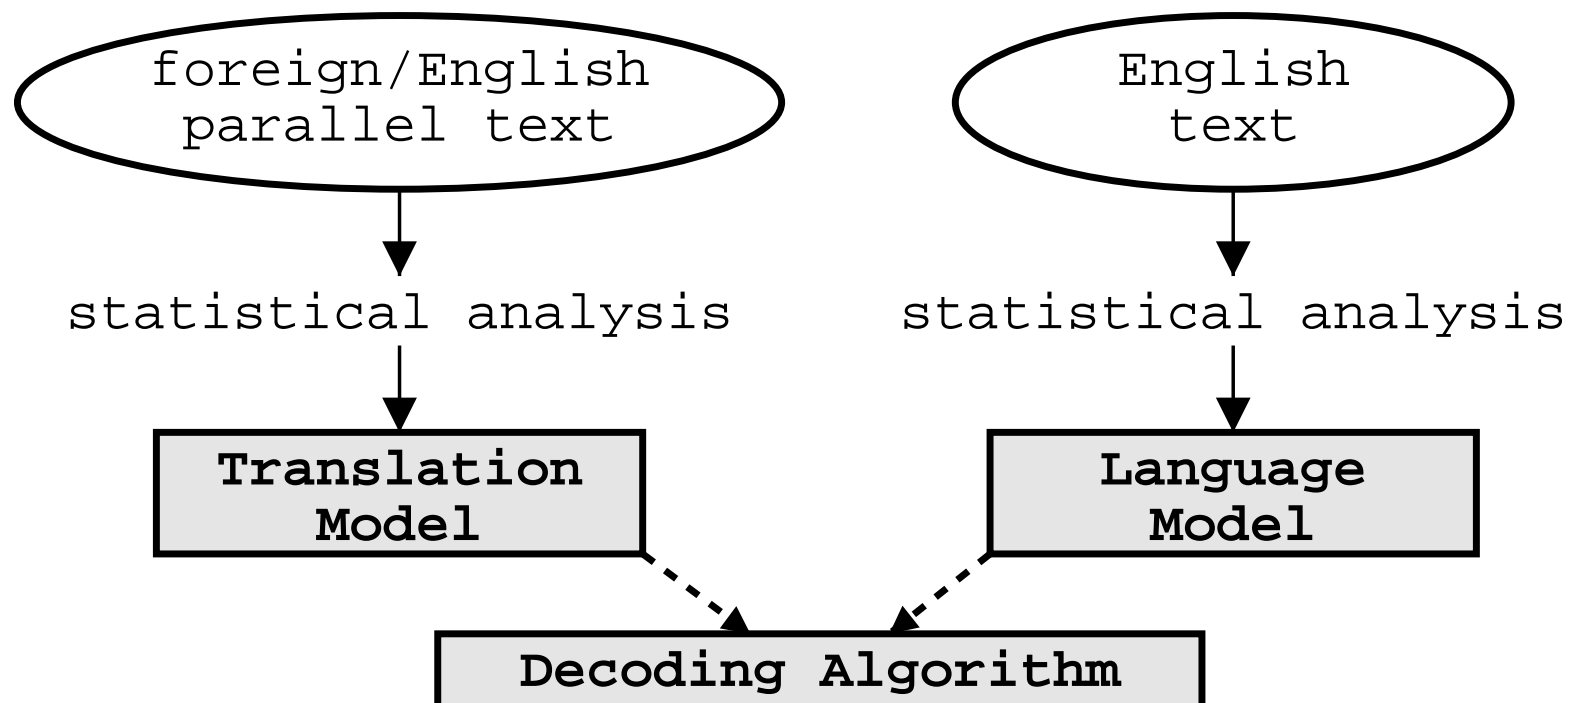 foreign/English
parallel text
English
text
statistical analysis
statistical analysis
Translation
Model
Language
Model
Decoding Algorithm